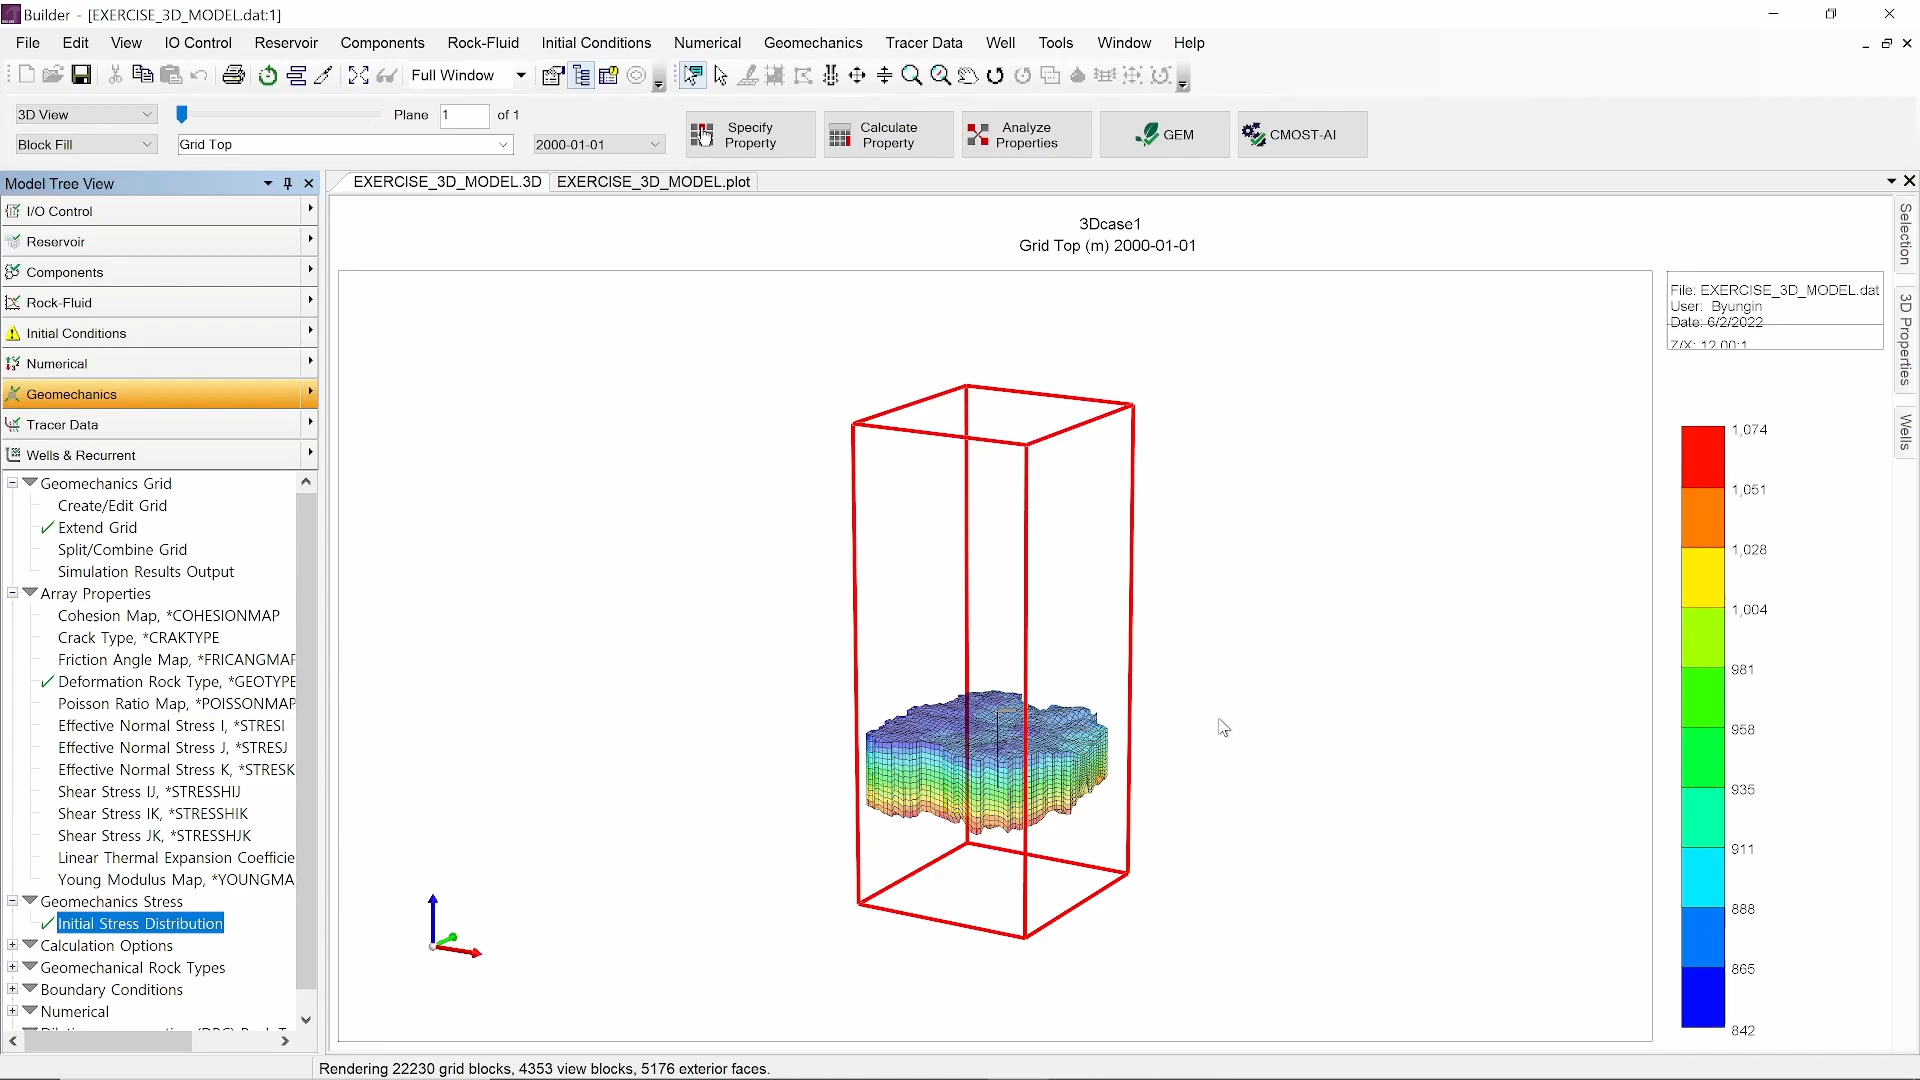 Builder - [EXERCISE_3D_MODEL.dat:1]
File Edit View IO Control Reservoir Components Rock-Fluid Initial Conditions Numerical Geomechanics Tracer Data Well Tools Window Help
Full Window
3D View Plane 1 of 1
Block Fill Grid Top 2000-01-01
Specify Property
Calculate Property
Analyze Properties
GEM
CMOST-AI
Model Tree View
EXERCISE_3D_MODEL.3D EXERCISE_3D_MODEL.plot
I/O Control
Reservoir
Components
Rock-Fluid
Initial Conditions
Numerical
Geomechanics
Tracer Data
Wells & Recurrent
Geomechanics Grid
Create/Edit Grid
Extend Grid
Split/Combine Grid
Simulation Results Output
Array Properties
Cohesion Map, *COHESIONMAP
Crack Type, *CRAKTYPE
Friction Angle Map, *FRICANGMAP
Deformation Rock Type, *GEOTYPE
Poisson Ratio Map, *POISSONMAP
Effective Normal Stress I, *STRESI
Effective Normal Stress J, *STRESJ
Effective Normal Stress K, *STRESK
Shear Stress IJ, *STRESSHIJ
Shear Stress IK, *STRESSHIK
Shear Stress JK, *STRESSHJK
Linear Thermal Expansion Coefficie
Young Modulus Map, *YOUNGMA
Geomechanics Stress
Initial Stress Distribution
Calculation Options
Geomechanical Rock Types
Boundary Conditions
Numerical
3Dcase1
Grid Top (m) 2000-01-01
File: EXERCISE_3D_MODEL.dat
User: Byungin
Date: 6/2/2022
Z/X: 12.00:1
1,074
1,051
1,028
1,004
981
958
935
911
888
865
842
Selection
3D Properties
Wells
Rendering 22230 grid blocks, 4353 view blocks, 5176 exterior faces.